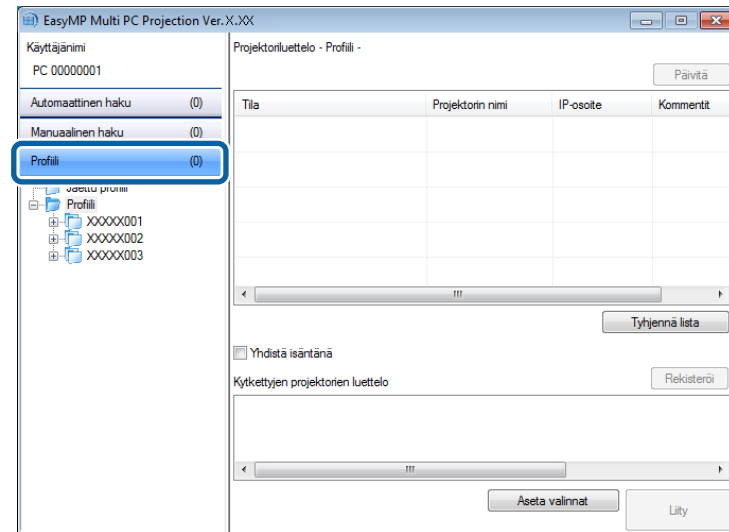 EasyMP Multi PC Projection Ver.X.XX
Käyttäjänimi
PC 00000001
Automaattinen haku (0)
Manuaalinen haku (0)
Profiili (0)
Jaettu profiili
Profiili
XXXXX001
XXXXX002
XXXXX003
Projektoriluettelo - Profiili -
Päivitä
Tila Projektorin nimi IP-osoite Kommentit
Tyhjennä lista
Yhdistä isäntänä
Kytkettyjen projektorien luettelo
Rekisteröi
Aseta valinnat
Liity